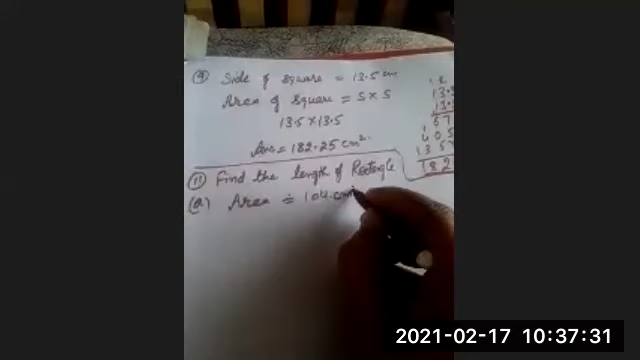 9 Side of Square = 13.5 cm
Area of Square = S × S
13.5 × 13.5
Are = 182.25 cm²
11 Find the length of Rectangle
(a) Area = 104 cm
2021-02-17 10:37:31